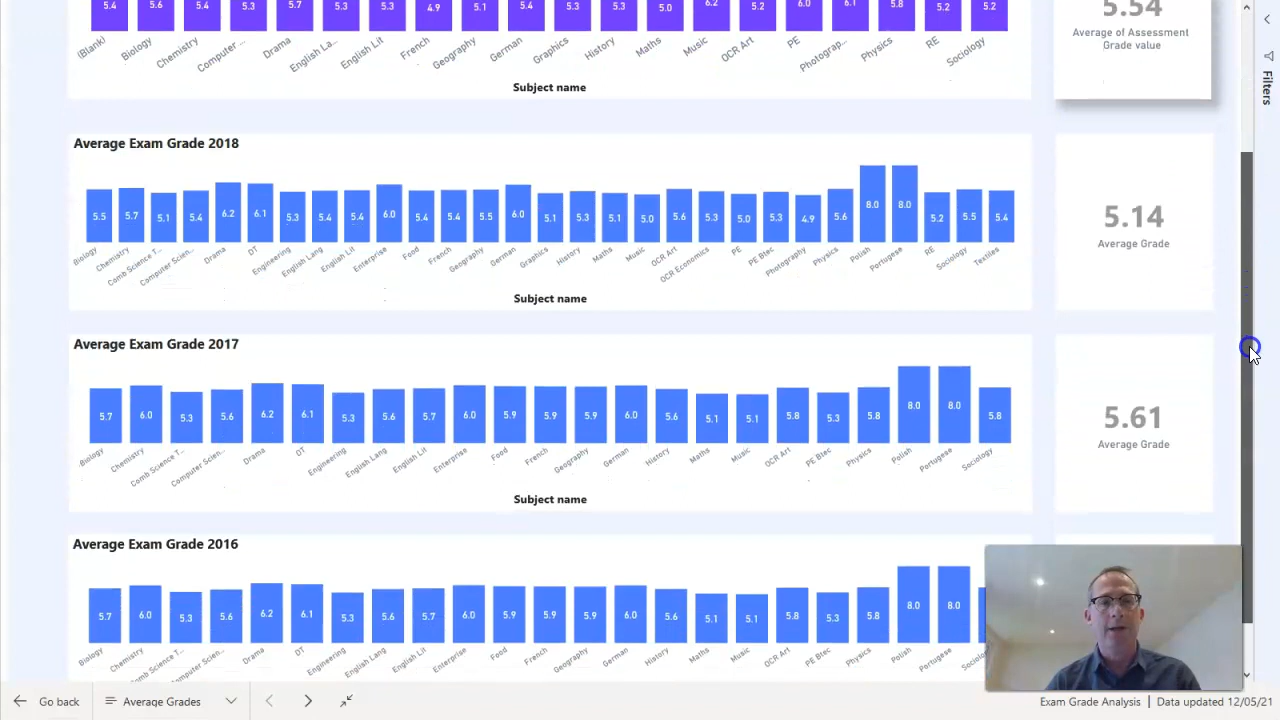 5.4 5.6 5.4 5.3 5.7 5.3 5.3 4.9 5.1 5.4 5.3 5.3 5.0 6.2 5.2 6.0 6.1 5.8 5.2 5.2
(Blank) Biology Chemistry Computer ... Drama English La... English Lit French Geography German Graphics History Maths Music OCR Art PE Photograp... Physics RE Sociology
Subject name
5.54
Average of Assessment
Grade value
Filters
Average Exam Grade 2018
5.5 5.7 5.1 5.4 6.2 6.1 5.3 5.4 5.4 6.0 5.4 5.4 5.5 6.0 5.1 5.3 5.1 5.0 5.6 5.3 5.0 5.3 4.9 5.6 8.0 8.0 5.2 5.5 5.4
Biology Chemistry Comb Science T... Computer Scien... Drama DT Engineering English Lang English Lit Enterprise Food French Geography German Graphics History Maths Music OCR Art OCR Economics PE PE Btec Photography Physics Polish Portugese RE Sociology Textiles
Subject name
5.14
Average Grade
Average Exam Grade 2017
5.7 6.0 5.3 5.6 6.2 6.1 5.3 5.6 5.7 6.0 5.9 5.9 5.9 6.0 5.6 5.1 5.1 5.8 5.3 5.8 8.0 8.0 5.8
Biology Chemistry Comb Science T... Computer Scien... Drama DT Engineering English Lang English Lit Enterprise Food French Geography German History Maths Music OCR Art PE Btec Physics Polish Portugese Sociology
Subject name
5.61
Average Grade
Average Exam Grade 2016
5.7 6.0 5.3 5.6 6.2 6.1 5.3 5.6 5.7 6.0 5.9 5.9 5.9 6.0 5.6 5.1 5.1 5.8 5.3 5.8 8.0 8.0
Biology Chemistry Comb Science T... Computer Scien... Drama DT Engineering English Lang English Lit Enterprise Food French Geography German History Maths Music OCR Art PE Btec Physics Polish Portugese
Go back
Average Grades
Exam Grade Analysis | Data updated 12/05/21